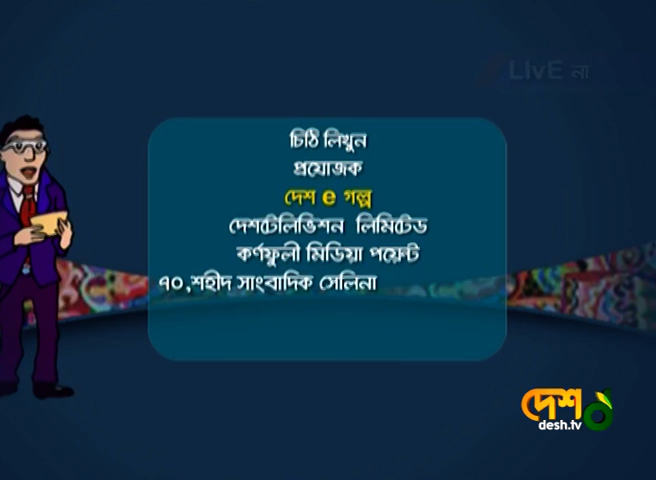 LIvE না
চিঠি লিখুন
প্রযোজক
দেশ e গল্প
দেশটেলিভিশন লিমিটেড
কর্ণফুলী মিডিয়া পয়েন্ট
৭০,শহীদ সাংবাদিক সেলিনা
দেশ
desh.tv